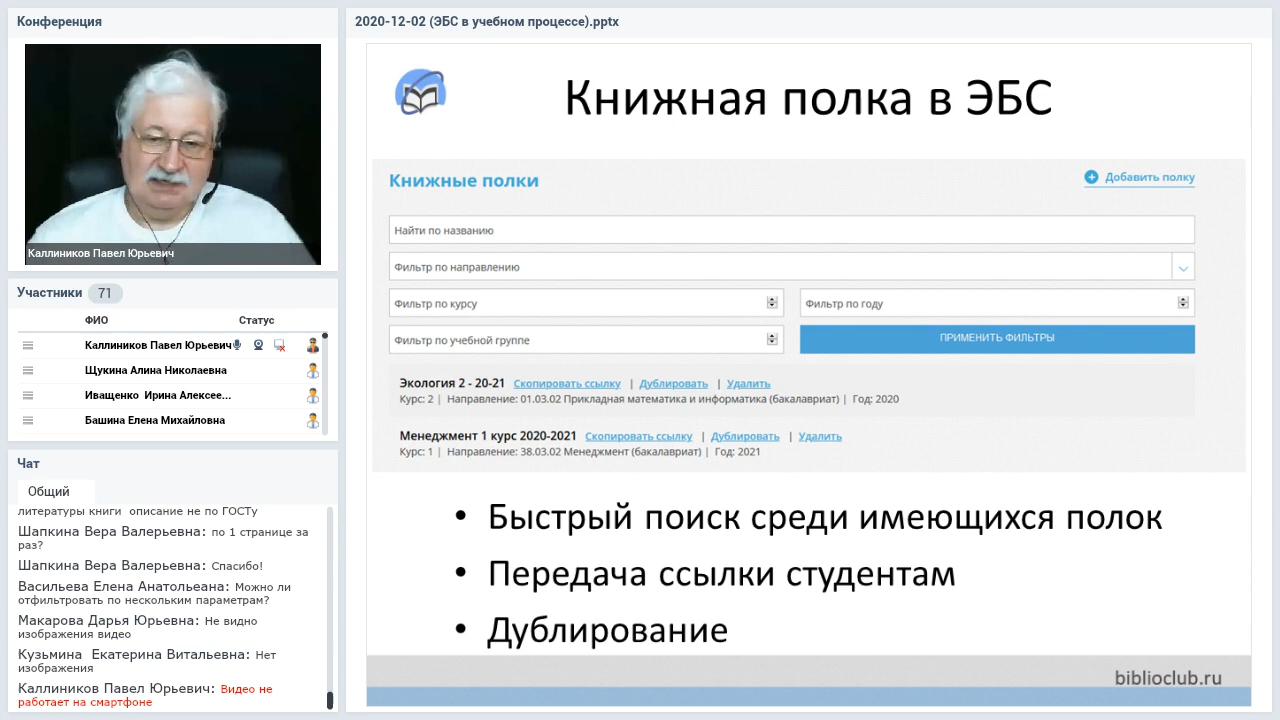 Конференция
Каллиников Павел Юрьевич
Участники 71
ФИО Статус
Каллиников Павел Юрьевич
Щукина Алина Николаевна
Иващенко Ирина Алексее...
Башина Елена Михайловна
Чат
Общий
литературы книги описание не по ГОСТу
Шапкина Вера Валерьевна: по 1 странице за
раз?
Шапкина Вера Валерьевна: Спасибо!
Васильева Елена Анатольеана: Можно ли
отфильтровать по нескольким параметрам?
Макарова Дарья Юрьевна: Не видно
изображения видео
Кузьмина Екатерина Витальевна: Нет
изображения
Каллиников Павел Юрьевич: Видео не
работает на смартфоне
2020-12-02 (ЭБС в учебном процессе).pptx
Книжная полка в ЭБС
Книжные полки
Добавить полку
Найти по названию
Фильтр по направлению
Фильтр по курсу
Фильтр по году
Фильтр по учебной группе
ПРИМЕНИТЬ ФИЛЬТРЫ
Экология 2 - 20-21 Скопировать ссылку | Дублировать | Удалить
Курс: 2 | Направление: 01.03.02 Прикладная математика и информатика (бакалавриат) | Год: 2020
Менеджмент 1 курс 2020-2021 Скопировать ссылку | Дублировать | Удалить
Курс: 1 | Направление: 38.03.02 Менеджмент (бакалавриат) | Год: 2021
• Быстрый поиск среди имеющихся полок
• Передача ссылки студентам
• Дублирование
biblioclub.ru